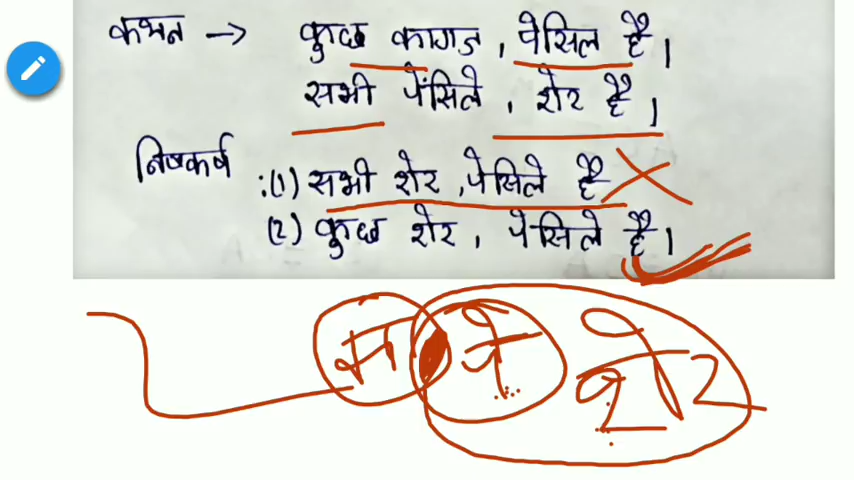 कथन → कुछ कागज, पेंसिल है।
सभी पेंसिले, शेर है।
निष्कर्ष :(1) सभी शेर, पेंसिले है
(2) कुछ शेर, पेंसिले है।
का पे शेर